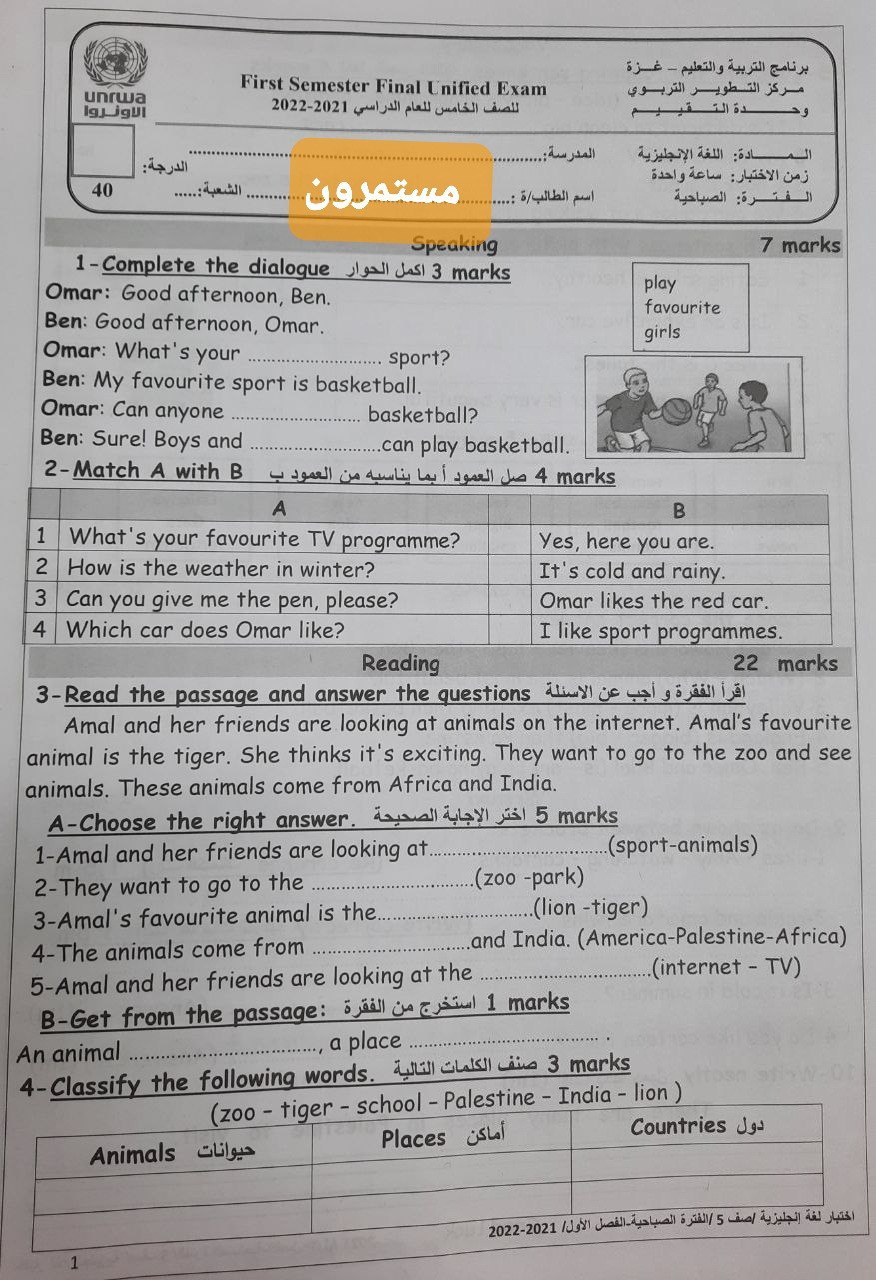 unrwa
الأونروا
First Semester Final Unified Exam
للصف الخامس للعام الدراسي 2021-2022
برنامج التربية والتعليم – غزة
مركز التطوير التربوي
وحدة التقييم
المادة: اللغة الإنجليزية
زمن الاختبار: ساعة واحدة
الفترة: الصباحية
المدرسة:..............................
اسم الطالب/ة :..............................
الشعبة:.....
الدرجة:
40
مستمرون
Speaking 7 marks
1-Complete the dialogue اكمل الحوار 3 marks
play
favourite
girls
Omar: Good afternoon, Ben.
Ben: Good afternoon, Omar.
Omar: What's your .......................... sport?
Ben: My favourite sport is basketball.
Omar: Can anyone ......................... basketball?
Ben: Sure! Boys and .........................can play basketball.
2-Match A with B صل العمود أ بما يناسبه من العمود ب 4 marks
A B
1 What's your favourite TV programme? Yes, here you are.
2 How is the weather in winter? It's cold and rainy.
3 Can you give me the pen, please? Omar likes the red car.
4 Which car does Omar like? I like sport programmes.
Reading 22 marks
3-Read the passage and answer the questions اقرأ الفقرة و أجب عن الاسئلة
Amal and her friends are looking at animals on the internet. Amal's favourite
animal is the tiger. She thinks it's exciting. They want to go to the zoo and see
animals. These animals come from Africa and India.
A-Choose the right answer. اختر الإجابة الصحيحة 5 marks
1-Amal and her friends are looking at..................................(sport-animals)
2-They want to go to the ...............................(zoo -park)
3-Amal's favourite animal is the..............................(lion -tiger)
4-The animals come from ..............................and India. (America-Palestine-Africa)
5-Amal and her friends are looking at the .................................(internet – TV)
B-Get from the passage: استخرج من الفقرة 1 marks
An animal ...................................., a place .................................... .
4-Classify the following words. صنف الكلمات التالية 3 marks
(zoo – tiger – school – Palestine – India – lion )
Animals حيوانات Places أماكن Countries دول
اختبار لغة إنجليزية /صف 5 /الفترة الصباحية-الفصل الأول/ 2021-2022
1